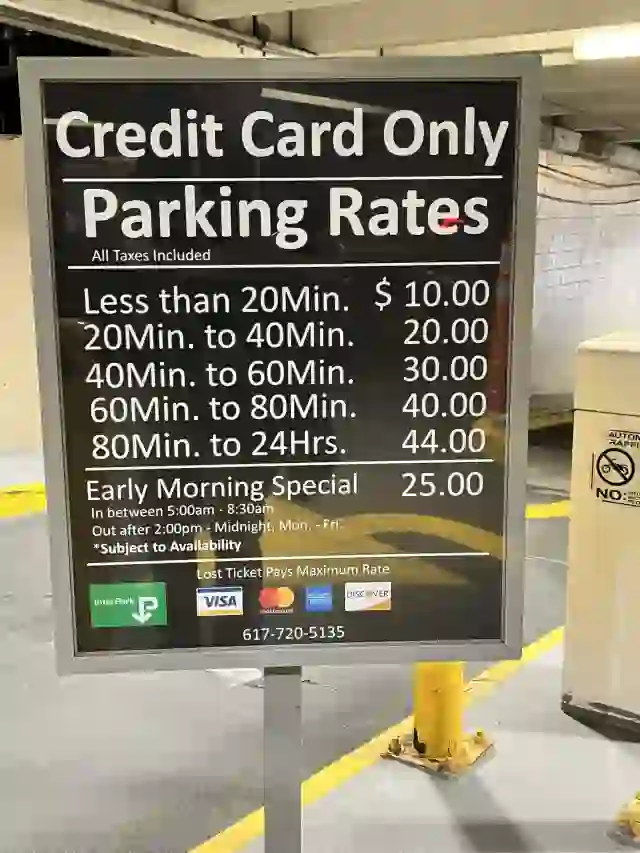 Credit Card Only
Parking Rates
All Taxes Included
Less than 20Min. $ 10.00
20Min. to 40Min. 20.00
40Min. to 60Min. 30.00
60Min. to 80Min. 40.00
80Min. to 24Hrs. 44.00
Early Morning Special 25.00
In between 5:00am - 8:30am
Out after 2:00pm - Midnight, Mon. - Fri.
*Subject to Availability
Lost Ticket Pays Maximum Rate
VISA
DISCOVER
617-720-5135
NO: